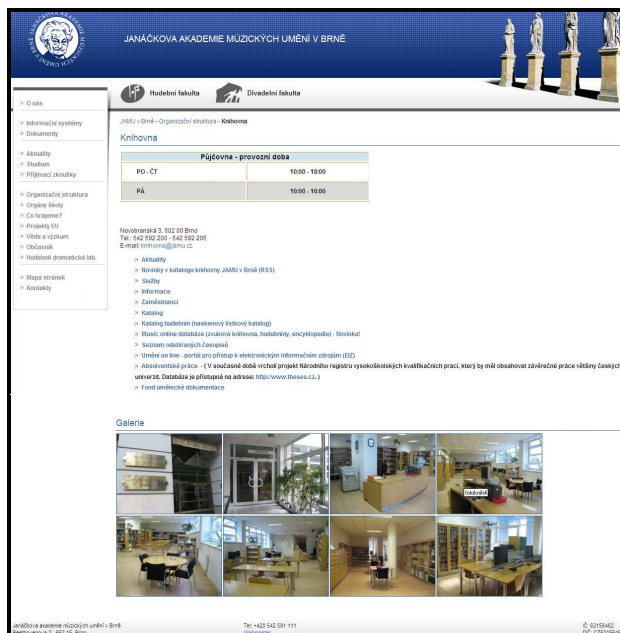 JANÁČKOVA AKADEMIE MÚZICKÝCH UMĚNÍ V BRNĚ
Hudební fakulta
Divadelní fakulta
» O nás
» Informační systémy
» Dokumenty
» Aktuality
» Studium
» Přijímací zkoušky
» Organizační struktura
» Orgány školy
» Co hrajeme?
» Projekty EU
» Věda a výzkum
» Občasník
» Hudebně dramatická lab.
» Mapa stránek
» Kontakty
JAMU v Brně - Organizační struktura - Knihovna
Knihovna
Půjčovna - provozní doba
PO - ČT 10:00 - 18:00
PÁ 10:00 - 16:00
Novobranská 3, 602 00 Brno
Tel.: 542 592 200 - 542 592 205
E-mail: knihovna@jamu.cz
» Aktuality
» Novinky v katalogu knihovny JAMU v Brně (RSS)
» Služby
» Informace
» Zaměstnanci
» Katalog
» Katalog hudebnin (naskenový lístkový katalog)
» Music online databáze (zvuková knihovna, hudebniny, encyklopedie) - Novinka!
» Seznam odebíraných časopisů
» Umění on line - portál pro přístup k elektronickým informačním zdrojům (EIZ)
» Absolventské práce - ( V současné době vrcholí projekt Národního registru vysokoškolských kvalifikačních prací, který by měl obsahovat závěrečné práce většiny českých
univerzit. Databáze je přístupná na adrese: http://www.theses.cz. )
» Fond umělecké dokumentace
Galerie
fotoknih4
Janáčkova akademie múzických umění v Brně
Tel: +420 542 591 111
IČ: 62156462